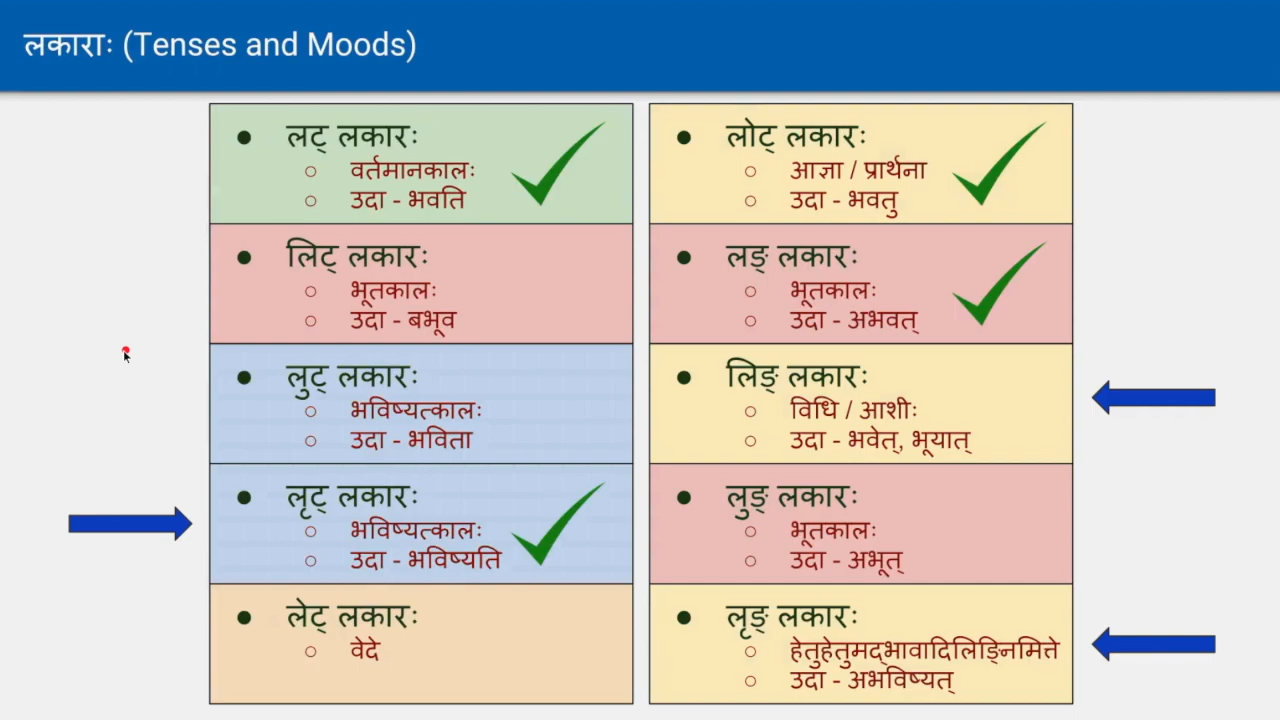 लकाराः (Tenses and Moods)
लट् लकारः
वर्तमानकालः
उदा - भवति
लिट् लकारः
भूतकालः
उदा - बभूव
लुट् लकारः
भविष्यत्कालः
उदा - भविता
लृट् लकारः
भविष्यत्कालः
उदा - भविष्यति
लेट् लकारः
वेदे
लोट् लकारः
आज्ञा / प्रार्थना
उदा - भवतु
लङ् लकारः
भूतकालः
उदा - अभवत्
लिङ् लकारः
विधि / आशीः
उदा - भवेत्, भूयात्
लुङ् लकारः
भूतकालः
उदा - अभूत्
लृङ् लकारः
हेतुहेतुमद्भावादिलिङ्निमित्ते
उदा - अभविष्यत्